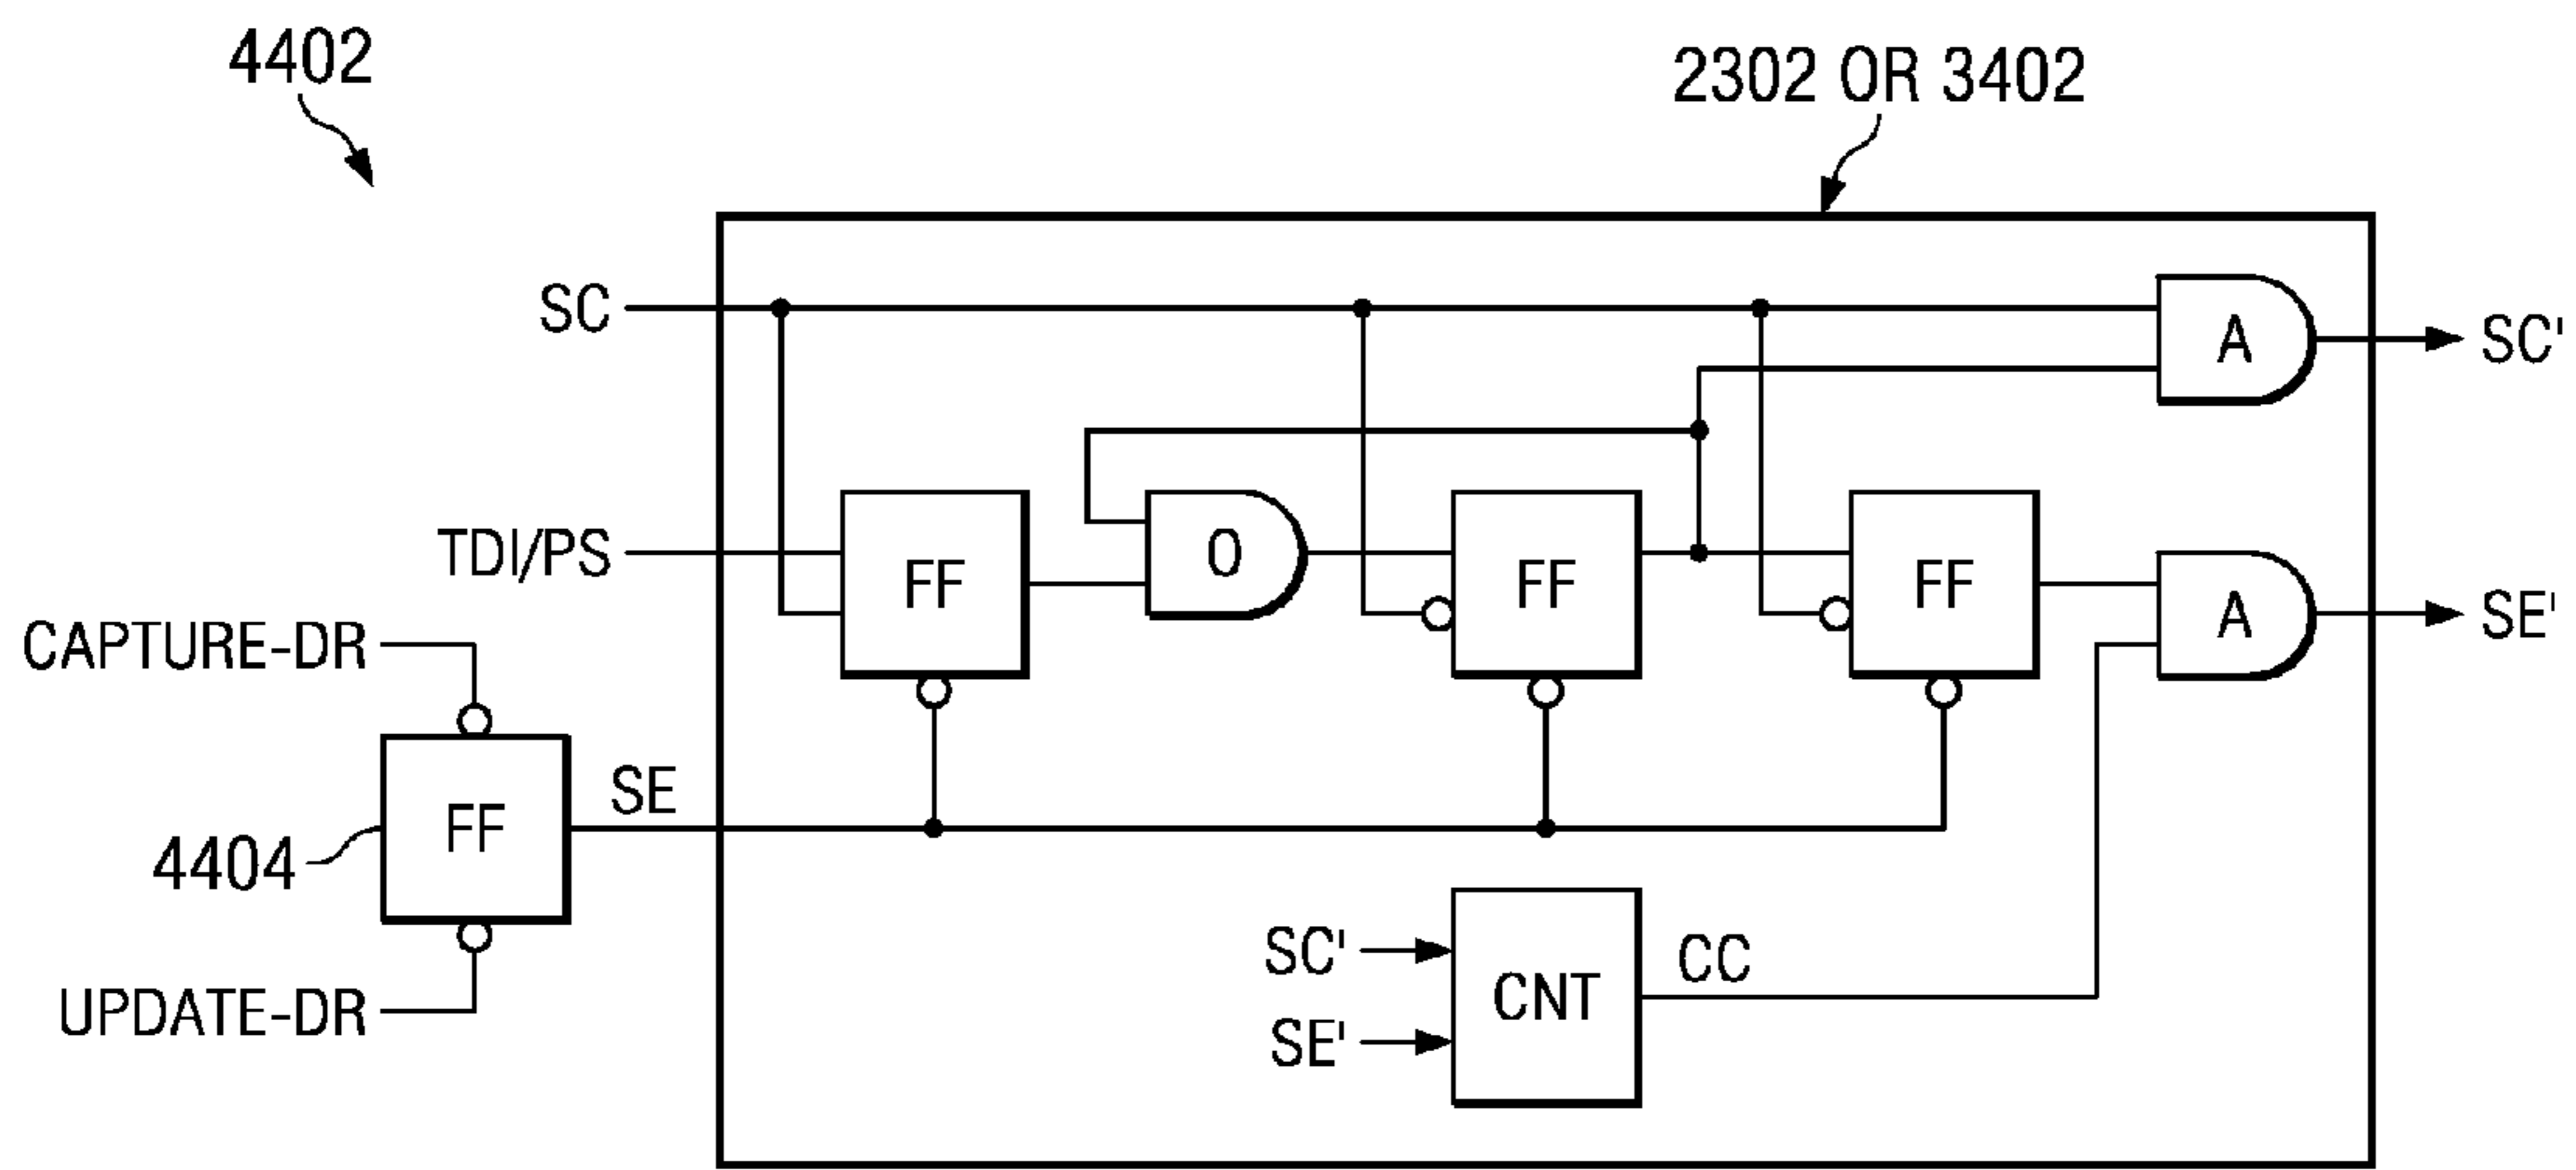 4402
2302 OR 3402
SC
A
SC'
TDI/PS
FF
O
FF
FF
A
SE'
CAPTURE-DR
FF
SE
4404
UPDATE-DR
SC'
SE'
CNT
CC